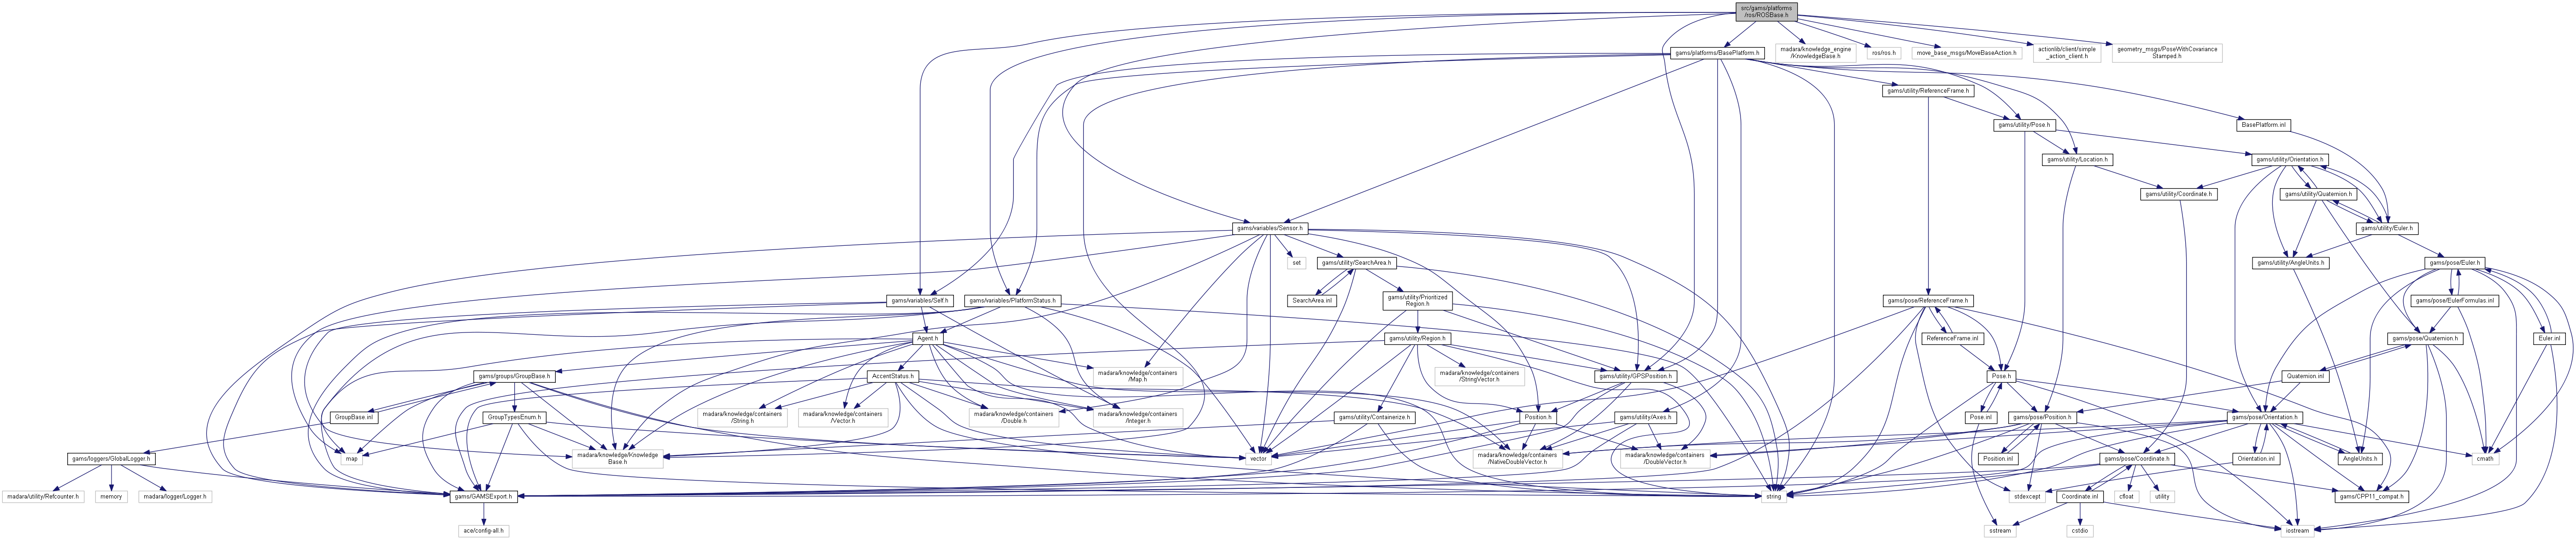 src/gams/platforms
/ros/ROSBase.h
gams/platforms/BasePlatform.h
madara/knowledge_engine
/KnowledgeBase.h
ros/ros.h
move_base_msgs/MoveBaseAction.h
actionlib/client/simple
_action_client.h
geometry_msgs/PoseWithCovariance
Stamped.h
gams/utility/ReferenceFrame.h
gams/utility/Pose.h
BasePlatform.inl
gams/utility/Location.h
gams/utility/Orientation.h
gams/utility/Coordinate.h
gams/utility/Quaternion.h
gams/variables/Sensor.h
gams/utility/Euler.h
set
gams/utility/SearchArea.h
gams/utility/AngleUnits.h
gams/pose/Euler.h
gams/variables/Self.h
gams/variables/PlatformStatus.h
SearchArea.inl
gams/utility/Prioritized
Region.h
gams/pose/ReferenceFrame.h
gams/pose/EulerFormulas.inl
Agent.h
gams/utility/Region.h
ReferenceFrame.inl
gams/pose/Quaternion.h
Euler.inl
gams/groups/GroupBase.h
AccentStatus.h
madara/knowledge/containers
/Map.h
madara/knowledge/containers
/StringVector.h
gams/utility/GPSPosition.h
Pose.h
Quaternion.inl
GroupBase.inl
GroupTypesEnum.h
madara/knowledge/containers
/String.h
madara/knowledge/containers
/Vector.h
madara/knowledge/containers
/Double.h
madara/knowledge/containers
/Integer.h
gams/utility/Containerize.h
Position.h
gams/utility/Axes.h
Pose.inl
gams/pose/Position.h
gams/pose/Orientation.h
gams/loggers/GlobalLogger.h
map
madara/knowledge/Knowledge
Base.h
vector
madara/knowledge/containers
/NativeDoubleVector.h
madara/knowledge/containers
/DoubleVector.h
Position.inl
gams/pose/Coordinate.h
Orientation.inl
AngleUnits.h
cmath
madara/utility/Refcounter.h
memory
madara/logger/Logger.h
gams/GAMSExport.h
string
stdexcept
Coordinate.inl
cfloat
utility
gams/CPP11_compat.h
ace/config-all.h
sstream
cstdio
iostream